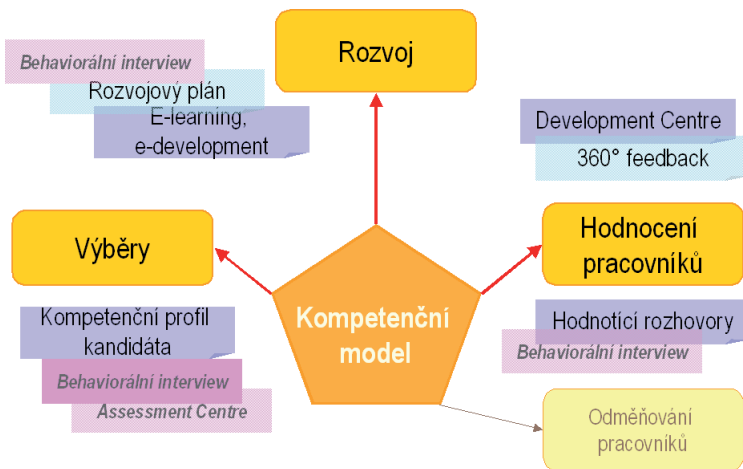 Rozvoj
Behaviorální interview
Rozvojový plán
E-learning,
e-development
Development Centre
360° feedback
Výběry
Hodnocení
pracovníků
Kompetenční
model
Kompetenční profil
kandidáta
Behaviorální interview
Assessment Centre
Hodnotící rozhovory
Behaviorální interview
Odměňování
pracovníků